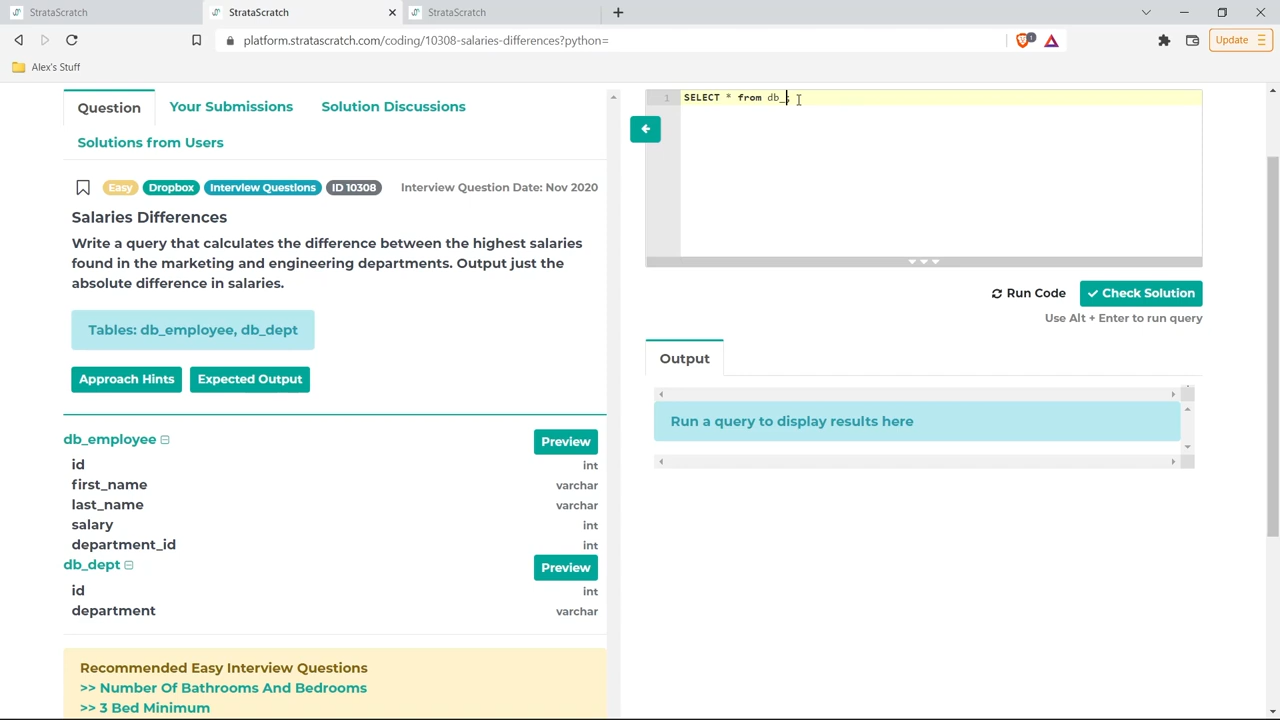 StrataScratch
StrataScratch
StrataScratch
platform.stratascratch.com/coding/10308-salaries-differences?python=
1
Update
Alex's Stuff
Question
Your Submissions
Solution Discussions
Solutions from Users
Easy
Dropbox
Interview Questions
ID 10308
Interview Question Date: Nov 2020
Salaries Differences
Write a query that calculates the difference between the highest salaries
found in the marketing and engineering departments. Output just the
absolute difference in salaries.
Tables: db_employee, db_dept
Approach Hints
Expected Output
db_employee
Preview
id int
first_name varchar
last_name varchar
salary int
department_id int
db_dept
Preview
id int
department varchar
Recommended Easy Interview Questions
>> Number Of Bathrooms And Bedrooms
>> 3 Bed Minimum
1 SELECT * from db_;
Run Code
Check Solution
Use Alt + Enter to run query
Output
Run a query to display results here